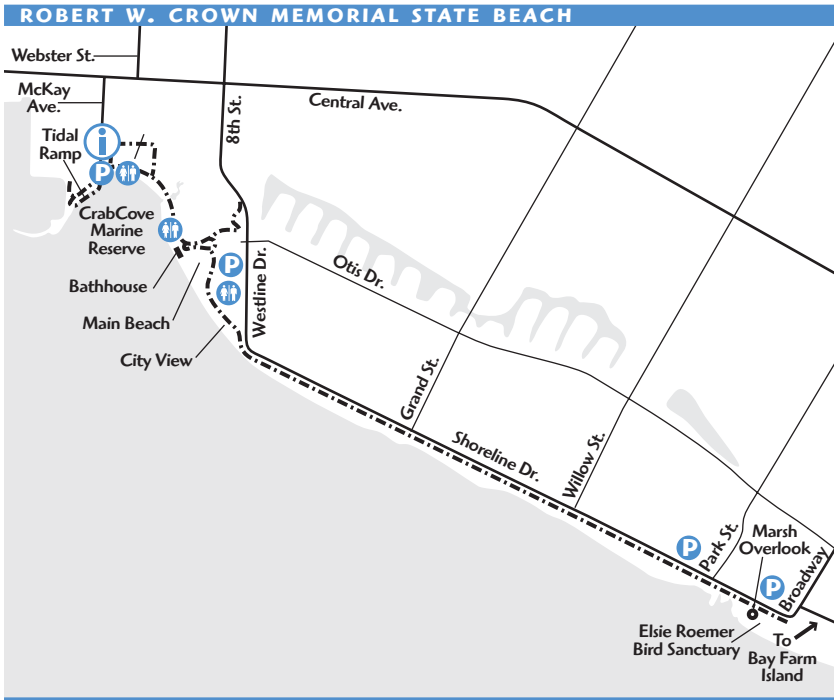 ROBERT W. CROWN MEMORIAL STATE BEACH
Webster St.
McKay
Ave.
Central Ave.
8th St.
Tidal
Ramp
i
P
CrabCove
Marine
Reserve
Bathhouse
P
Westline Dr.
Otis Dr.
Main Beach
City View
Grand St.
Shoreline Dr.
Willow St.
P
Park St.
Marsh
Overlook
P
Broadway
Elsie Roemer
Bird Sanctuary
To
Bay Farm
Island